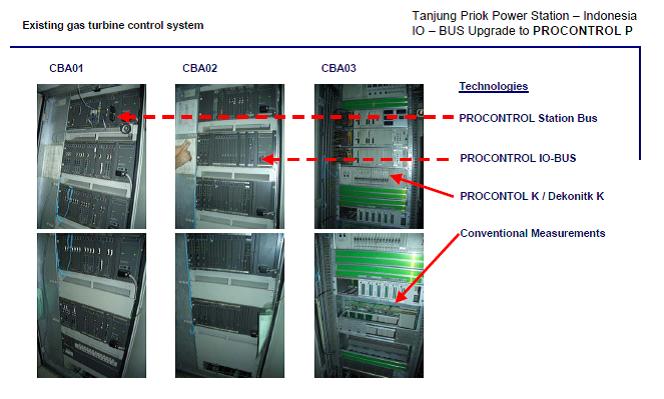 Existing gas turbine control system
Tanjung Priok Power Station – Indonesia
IO – BUS Upgrade to PROCONTROL P
CBA01
CBA02
CBA03
Technologies
PROCONTROL Station Bus
PROCONTROL IO-BUS
PROCONTOL K / Dekonitk K
Conventional Measurements